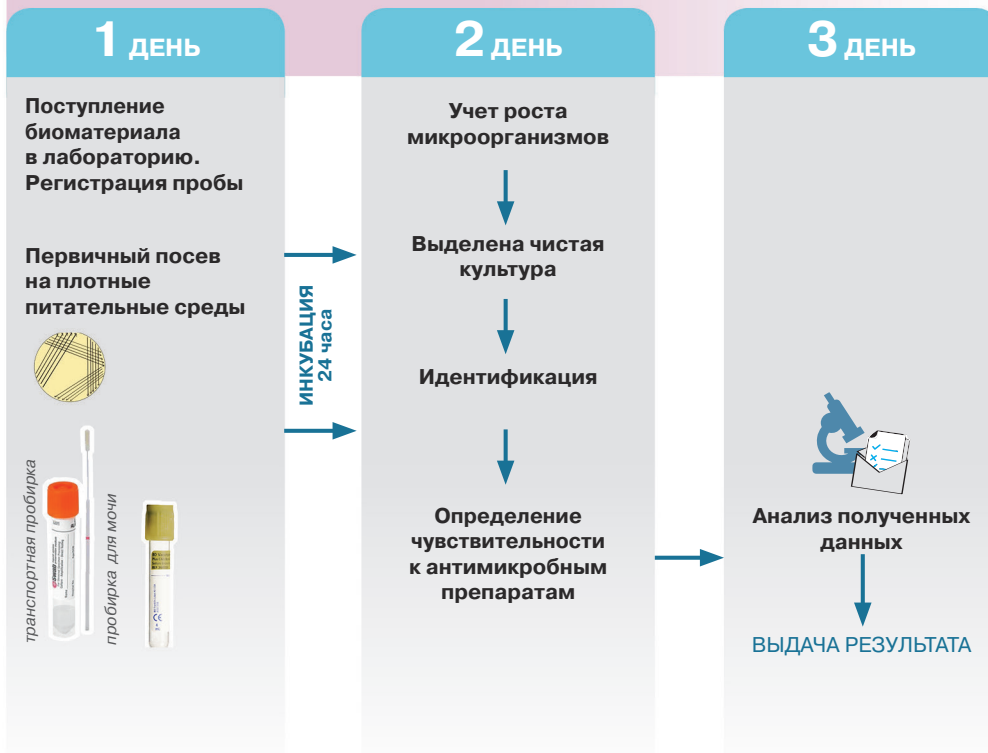 1 ДЕНЬ
Поступление
биоматериала
в лабораторию.
Регистрация пробы
Первичный посев
на плотные
питательные среды
транспортная пробирка
пробирка для мочи
ИНКУБАЦИЯ
24 часа
2 ДЕНЬ
Учет роста
микроорганизмов
Выделена чистая
культура
Идентификация
Определение
чувствительности
к антимикробным
препаратам
3 ДЕНЬ
Анализ полученных
данных
ВЫДАЧА РЕЗУЛЬТАТА